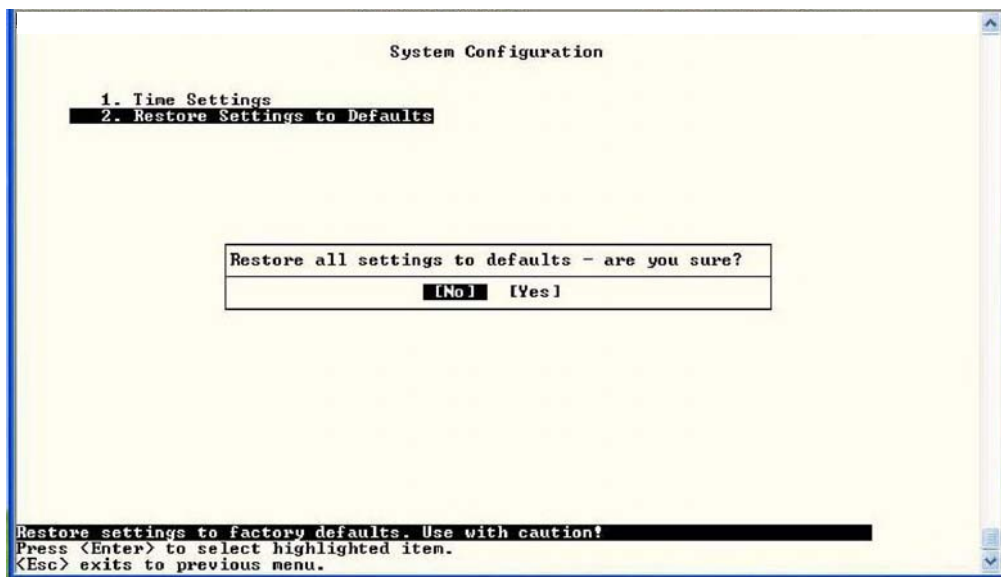 System Configuration
1. Time Settings
2. Restore Settings to Defaults
Restore all settings to defaults - are you sure?
[No] [Yes]
Restore settings to factory defaults. Use with caution!
Press <Enter> to select highlighted item.
<Esc> exits to previous menu.